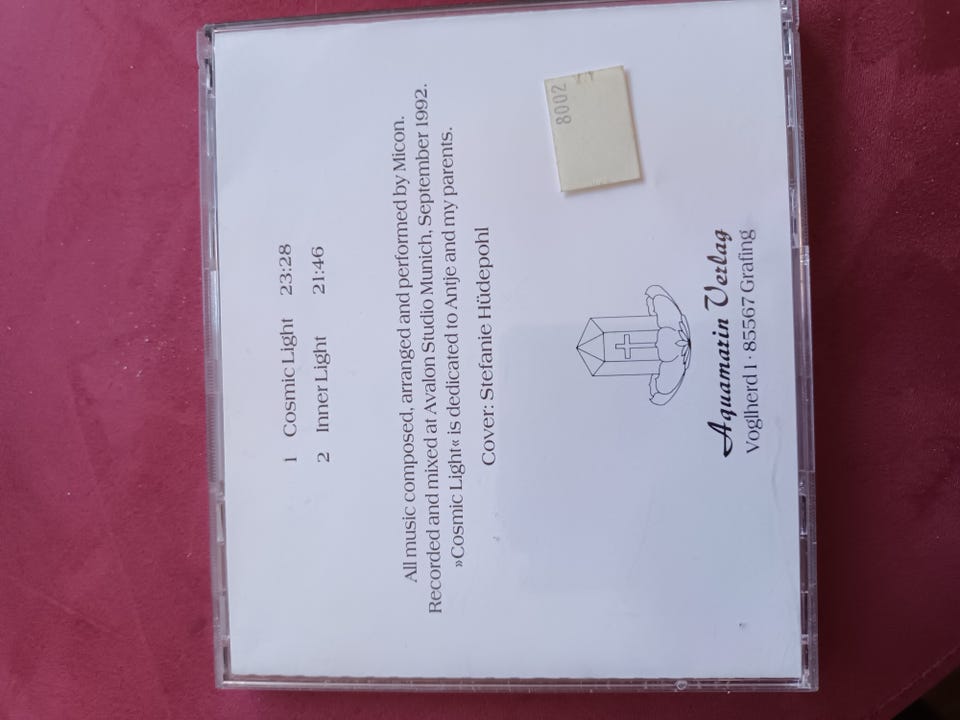 1 Cosmic Light 23:28
2 Inner Light 21:46
All music composed, arranged and performed by Micon.
Recorded and mixed at Avalon Studio Munich, September 1992.
»Cosmic Light« is dedicated to Antje and my parents.
Cover: Stefanie Hüdepohl
8002
Aquamarin Verlag
Voglherd 1 · 85567 Grafing